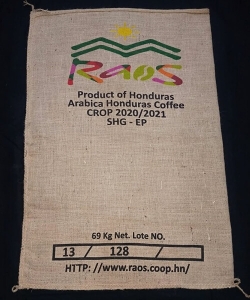 RAOS
Product of Honduras
Arabica Honduras Coffee
CROP 2020/2021
SHG - EP
69 Kg Net. Lote NO.
13 / 128 /
HTTP: //www.raos.coop.hn/